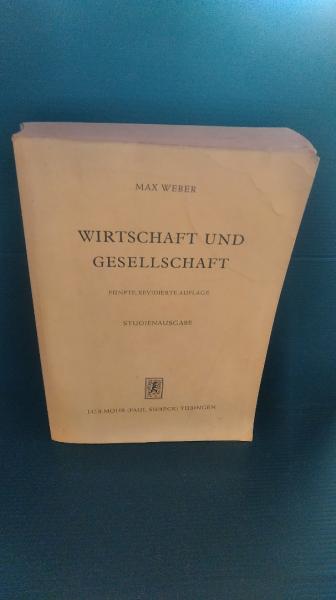 MAX WEBER
WIRTSCHAFT UND
GESELLSCHAFT
FÜNFTE, REVIDIERTE AUFLAGE
STUDIENAUSGABE
J.C.B. MOHR (PAUL SIEBECK) TÜBINGEN